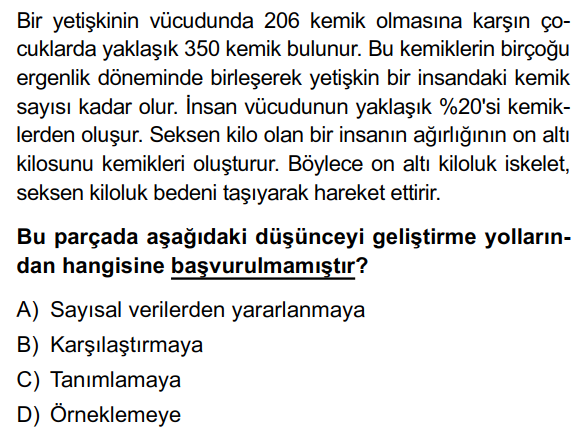 Bir yetişkinin vücudunda 206 kemik olmasına karşın ço-
cuklarda yaklaşık 350 kemik bulunur. Bu kemiklerin birçoğu
ergenlik döneminde birleşerek yetişkin bir insandaki kemik
sayısı kadar olur. İnsan vücudunun yaklaşık %20'si kemik-
lerden oluşur. Seksen kilo olan bir insanın ağırlığının on altı
kilosunu kemikleri oluşturur. Böylece on altı kiloluk iskelet,
seksen kiloluk bedeni taşıyarak hareket ettirir.
Bu parçada aşağıdaki düşünceyi geliştirme yolların-
dan hangisine başvurulmamıştır?
A) Sayısal verilerden yararlanmaya
B) Karşılaştırmaya
C) Tanımlamaya
D) Örneklemeye